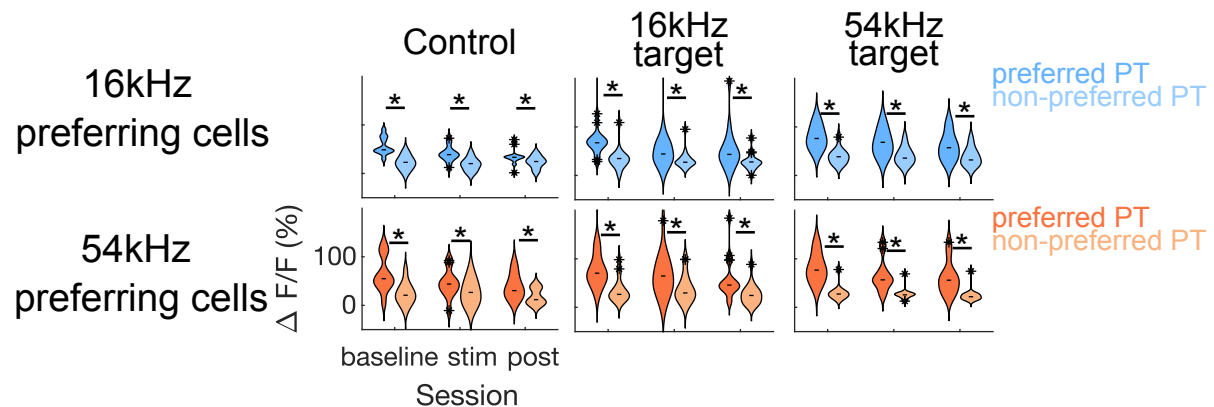 Control
16kHz
target
54kHz
target
16kHz
preferring cells
preferred PT
non-preferred PT
* * *
* * *
* * *
54kHz
preferring cells
preferred PT
non-preferred PT
* * *
* * *
* * *
Δ F/F (%)
100
0
baseline stim post
Session